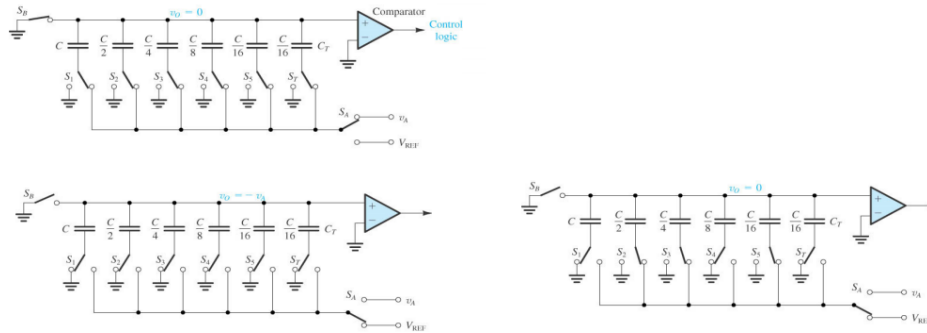 S_B v_O = 0 Comparator
Control
logic
C C/2 C/4 C/8 C/16 C/16 C_T
S_1 S_2 S_3 S_4 S_5 S_T
S_A v_A
V_REF
S_B v_O = – v_A
C C/2 C/4 C/8 C/16 C/16 C_T
S_1 S_2 S_3 S_4 S_5 S_T
S_A v_A
V_REF
S_B v_O = 0
C C/2 C/4 C/8 C/16 C/16 C_T
S_1 S_2 S_3 S_4 S_5 S_T
S_A v_A
V_REF